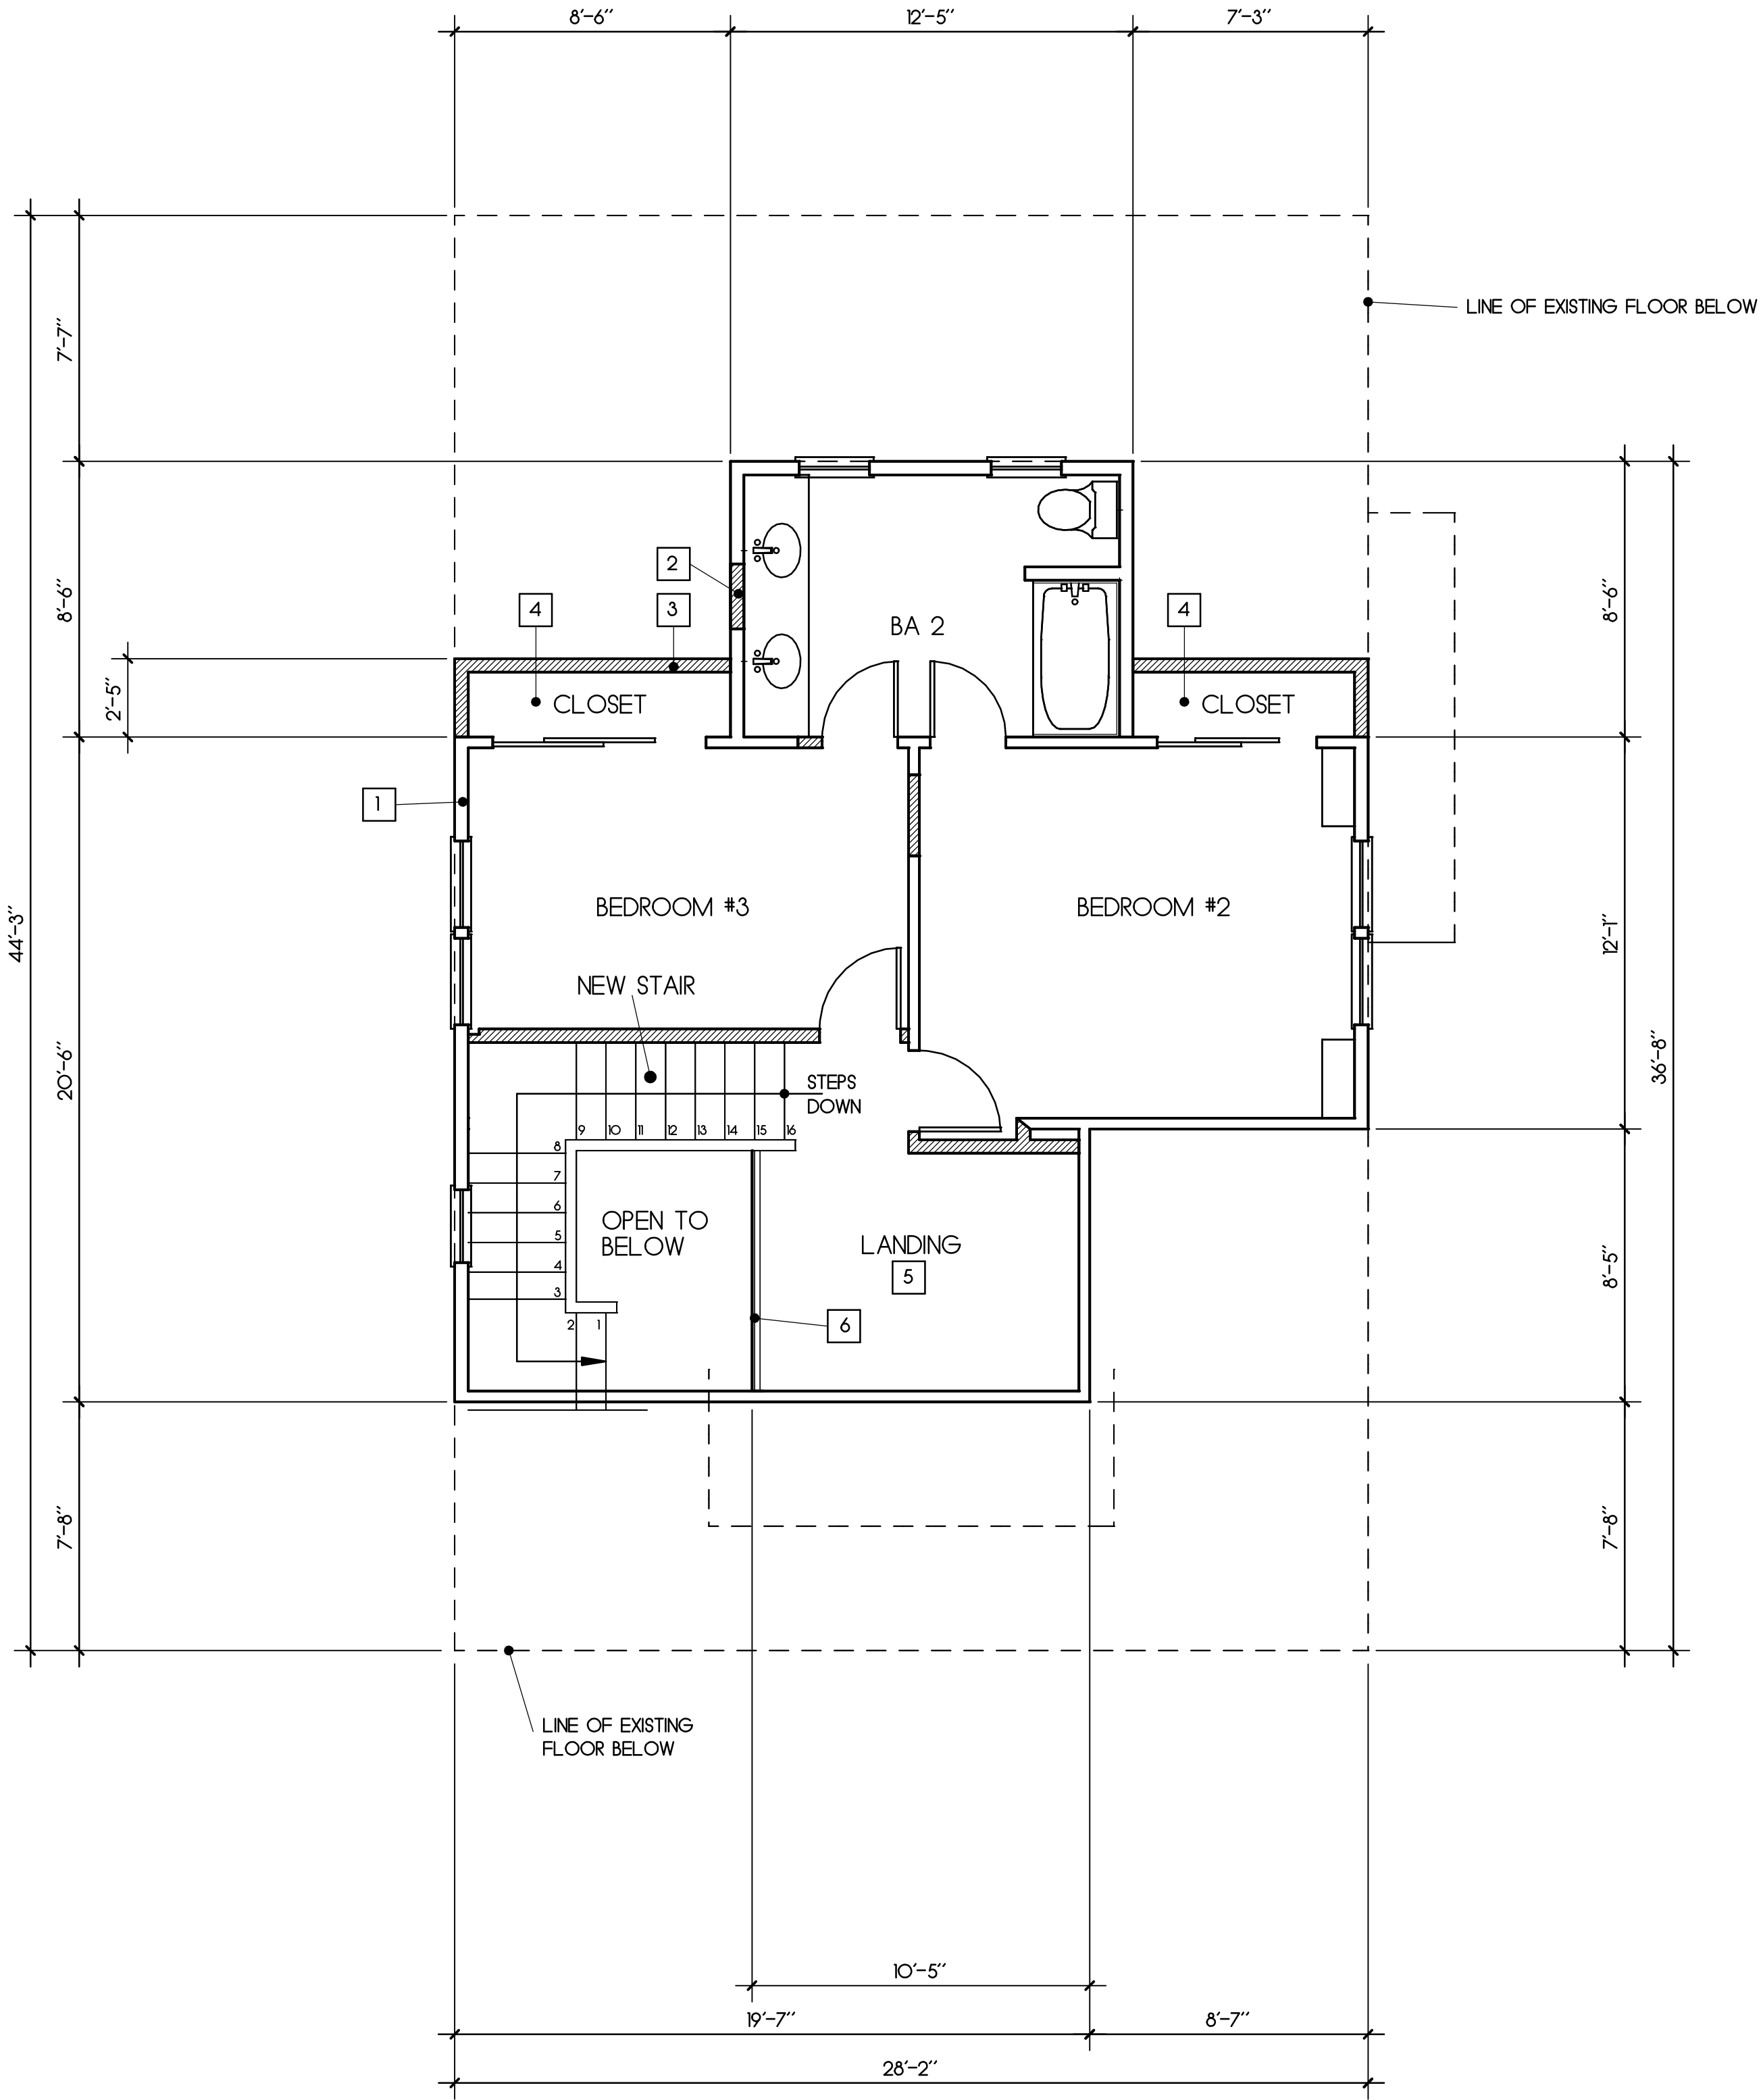 8'-6"
12'-5"
7'-3"
LINE OF EXISTING FLOOR BELOW
7'-7"
2
8'-6"
8'-6"
4
3
4
BA 2
2'-5"
CLOSET
CLOSET
1
BEDROOM #3
BEDROOM #2
44'-3"
12'-1"
NEW STAIR
20'-6"
36'-8"
STEPS
DOWN
9 10 11 12 13 14 15 16
8
7
6
5
4
3
2 1
OPEN TO
BELOW
LANDING
5
8'-5"
6
7'-8"
7'-8"
LINE OF EXISTING
FLOOR BELOW
10'-5"
19'-7"
8'-7"
28'-2"